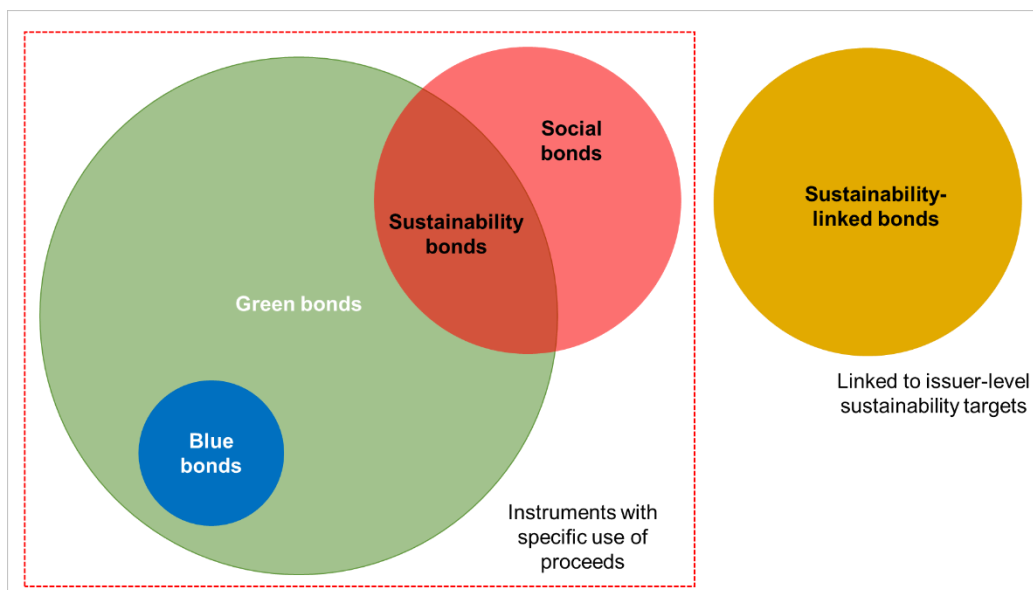 Social
bonds
Sustainability
bonds
Green bonds
Blue
bonds
Instruments with
specific use of
proceeds
Sustainability-
linked bonds
Linked to issuer-level
sustainability targets